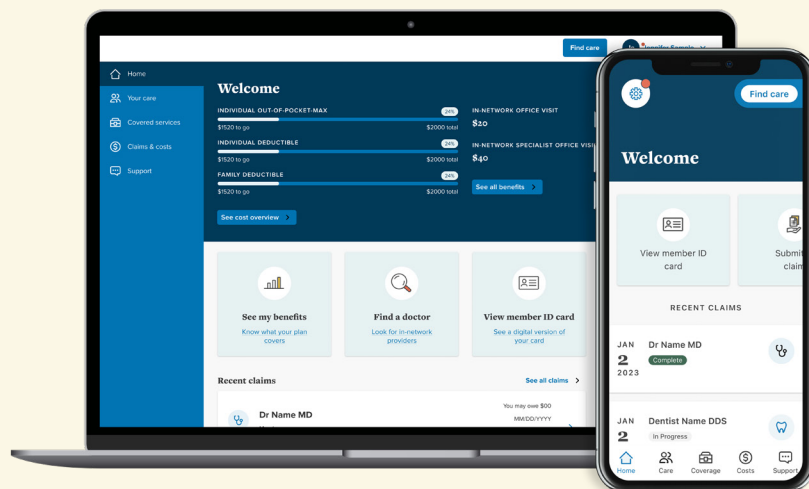 Find care
Home
Your care
Covered services
Claims & costs
Support
Welcome
INDIVIDUAL OUT-OF-POCKET-MAX
24%
$1520 to go
$2000 total
INDIVIDUAL DEDUCTIBLE
24%
$1520 to go
$2000 total
FAMILY DEDUCTIBLE
24%
$1520 to go
$2000 total
See cost overview
IN-NETWORK OFFICE VISIT
$20
IN-NETWORK SPECIALIST OFFICE
$40
See all benefits
See my benefits
Know what your plan
covers
Find a doctor
Look for in-network
providers
View member ID card
See a digital version of
your card
Recent claims
See all claims
Dr Name MD
You may owe $00
MM/DD/YYYY
Find care
Welcome
View member ID
card
Submit
claim
RECENT CLAIMS
JAN
2
2023
Dr Name MD
Complete
JAN
2
Dentist Name DDS
In Progress
Home
Care
Coverage
Costs
Support